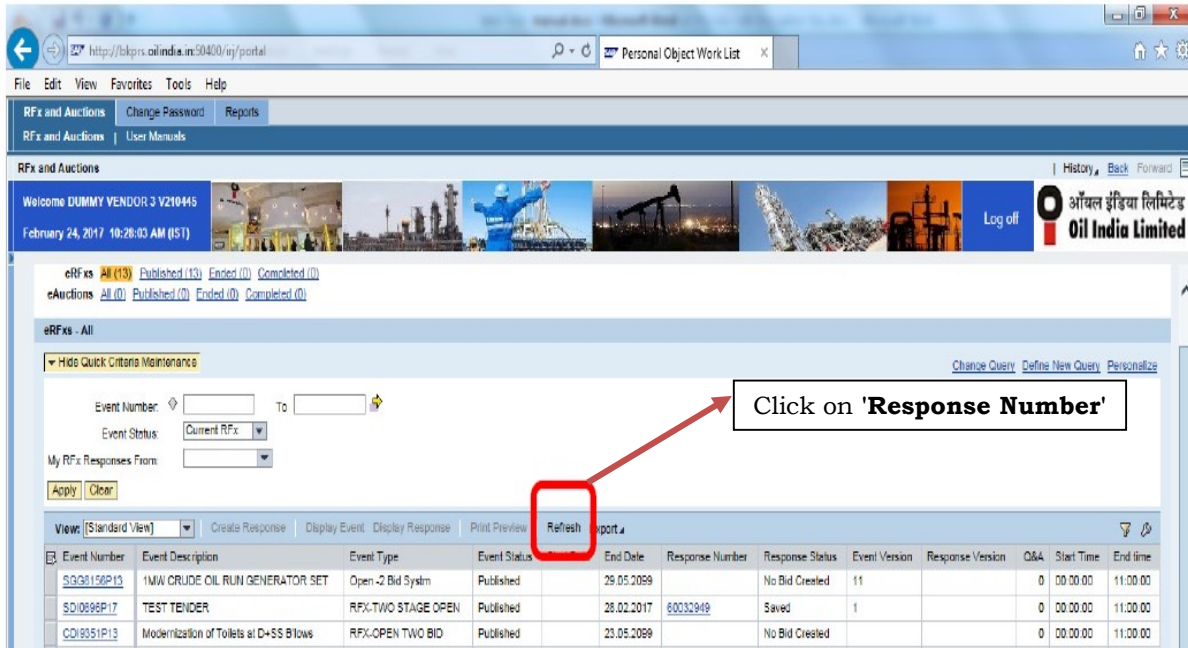 http://bkprs.oilindia.in:50400/irj/portal
Personal Object Work List
File Edit View Favorites Tools Help
RFx and Auctions Change Password Reports
RFx and Auctions | User Manuals
RFx and Auctions
| History Back Forward
Welcome DUMMY VENDOR 3 V210445
February 24, 2017 10:28:03 AM (IST)
Log off
ऑयल इंडिया लिमिटेड
Oil India Limited
eRFxs All (13) Published (13) Ended (0) Completed (0)
eAuctions All (0) Published (0) Ended (0) Completed (0)
eRFxs - All
Hide Quick Criteria Maintenance
Change Query Define New Query Personalize
Click on 'Response Number'
Event Number: To
Event Status: Current RFx
My RFx Responses From:
Apply Clear
View: [Standard View] Create Response Display Event Display Response Print Preview Refresh Export
Event Number Event Description Event Type Event Status End Date Response Number Response Status Event Version Response Version Q&A Start Time End time
SGG8156P13 1MW CRUDE OIL RUN GENERATOR SET Open -2 Bid Systm Published 29.05.2099 No Bid Created 11 0 00:00:00 11:00:00
SDI0696P17 TEST TENDER RFX-TWO STAGE OPEN Published 28.02.2017 60032949 Saved 1 0 00:00:00 11:00:00
CDI9351P13 Modernization of Toilets at D+SS B'lows RFX-OPEN TWO BID Published 23.05.2099 No Bid Created 0 00:00:00 11:00:00